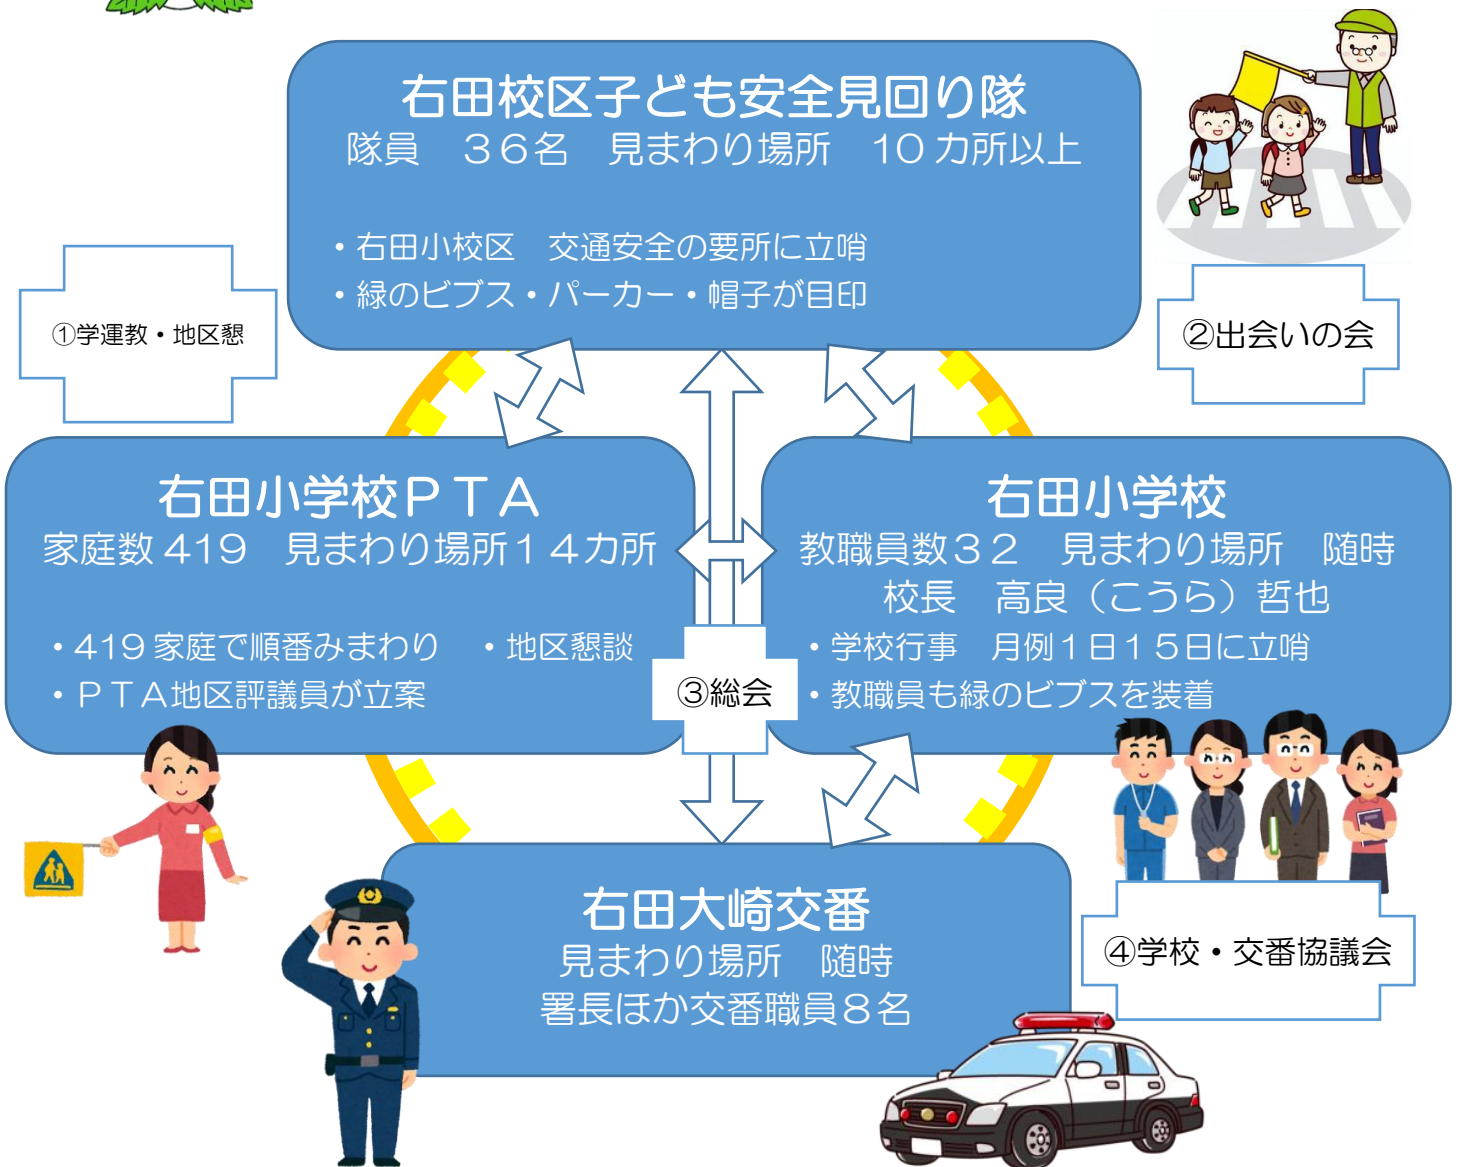 右田校区子ども安全見回り隊
隊員　３６名　見まわり場所　10カ所以上
・右田小校区　交通安全の要所に立哨
・緑のビブス・パーカー・帽子が目印
①学運教・地区懇
②出会いの会
右田小学校ＰＴＡ
家庭数419　見まわり場所１４カ所
・419家庭で順番みまわり　・地区懇談
・ＰＴＡ地区評議員が立案
右田小学校
教職員数３２　見まわり場所　随時
校長　高良（こうら）哲也
・学校行事　月例１日１５日に立哨
・教職員も緑のビブスを装着
③総会
右田大崎交番
見まわり場所　随時
署長ほか交番職員８名
④学校・交番協議会